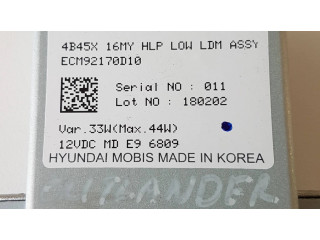 4B45X 16MY HLP LOW LDM ASSY
ECM92170D10
Serial NO : 011
Lot NO : 180202
Var.33W(Max.44W)
12VDC MD E9 6809
HYUNDAI MOBIS MADE IN KOREA